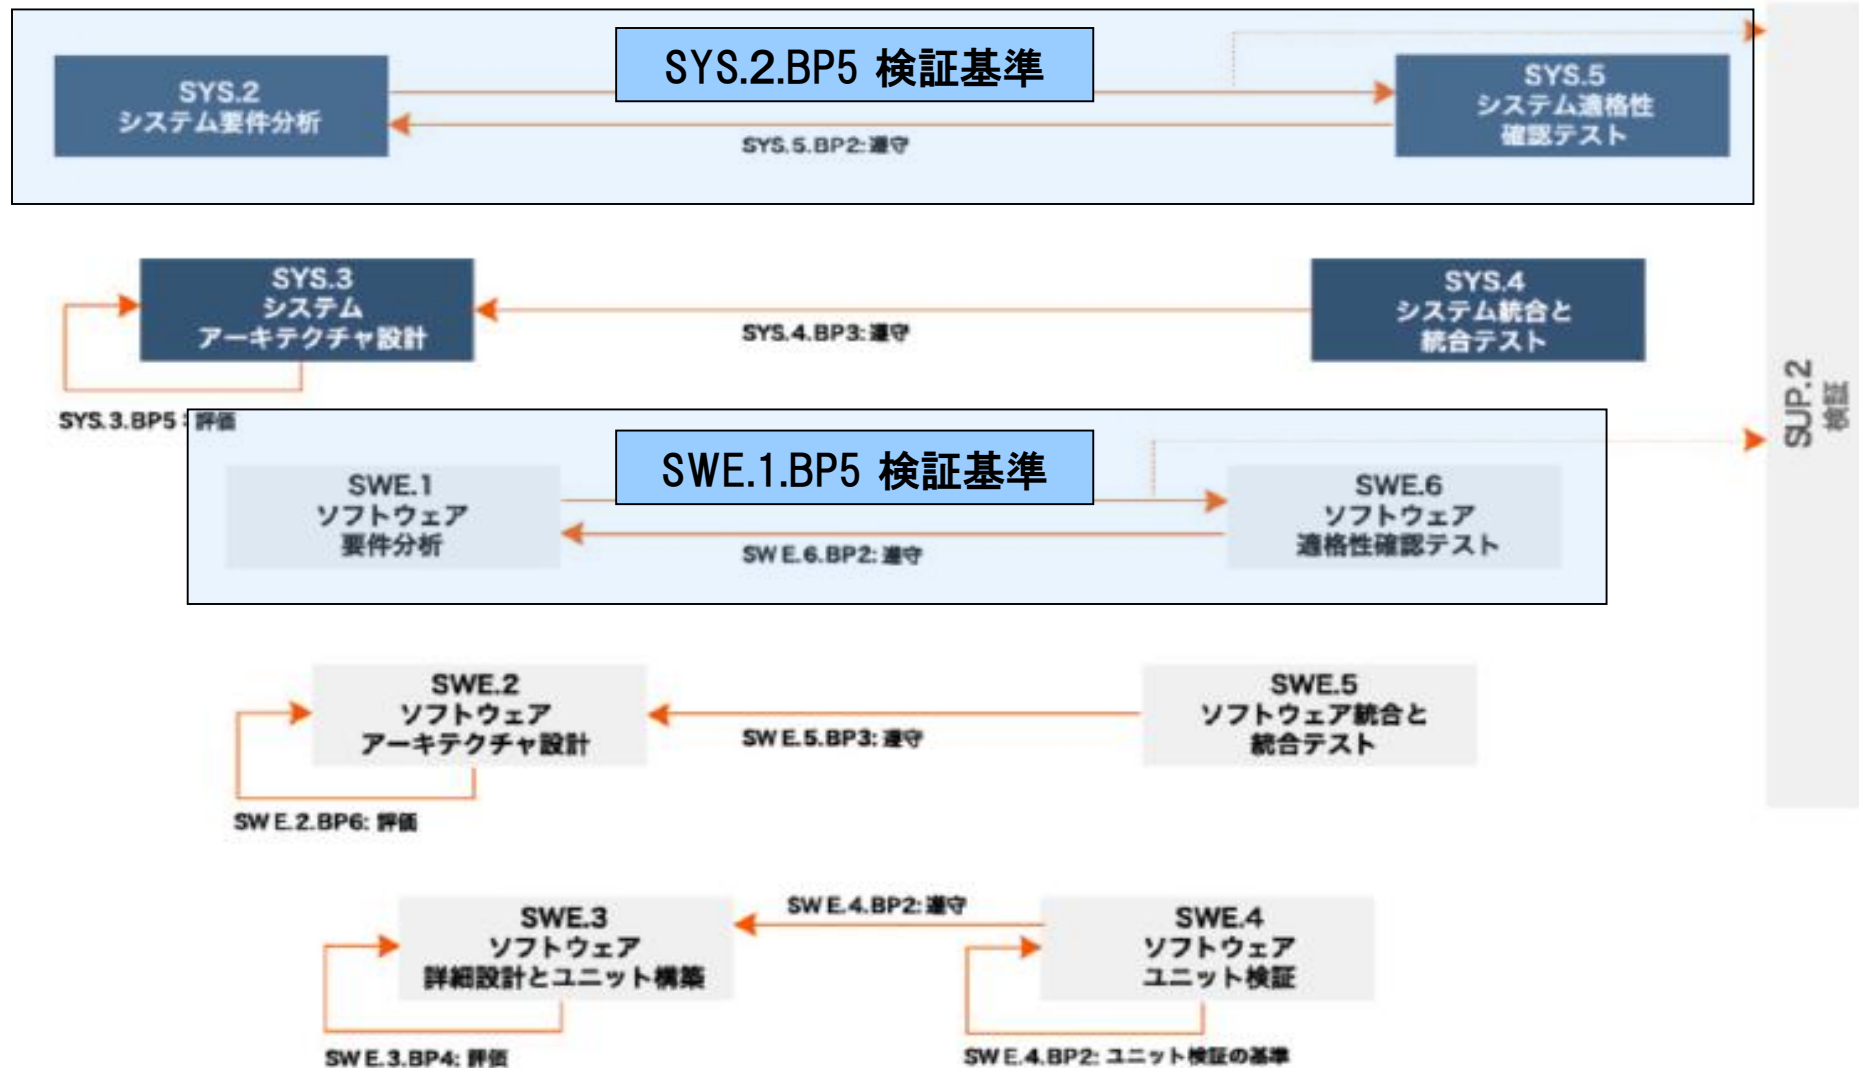 SYS.2.BP5 検証基準
SYS.2
システム要件分析
SYS.5
システム適格性
確認テスト
SYS.5.BP2:遵守
SYS.3
システム
アーキテクチャ設計
SYS.4
システム統合と
統合テスト
SYS.4.BP3:遵守
SYS.3.BP5:評価
SUP.2
検証
SWE.1.BP5 検証基準
SWE.1
ソフトウェア
要件分析
SWE.6
ソフトウェア
適格性確認テスト
SWE.6.BP2:遵守
SWE.2
ソフトウェア
アーキテクチャ設計
SWE.5
ソフトウェア統合と
統合テスト
SWE.5.BP3:遵守
SWE.2.BP6: 評価
SWE.4.BP2:遵守
SWE.3
ソフトウェア
詳細設計とユニット構築
SWE.4
ソフトウェア
ユニット検証
SWE.3.BP4: 評価
SWE.4.BP2: ユニット検証の基準